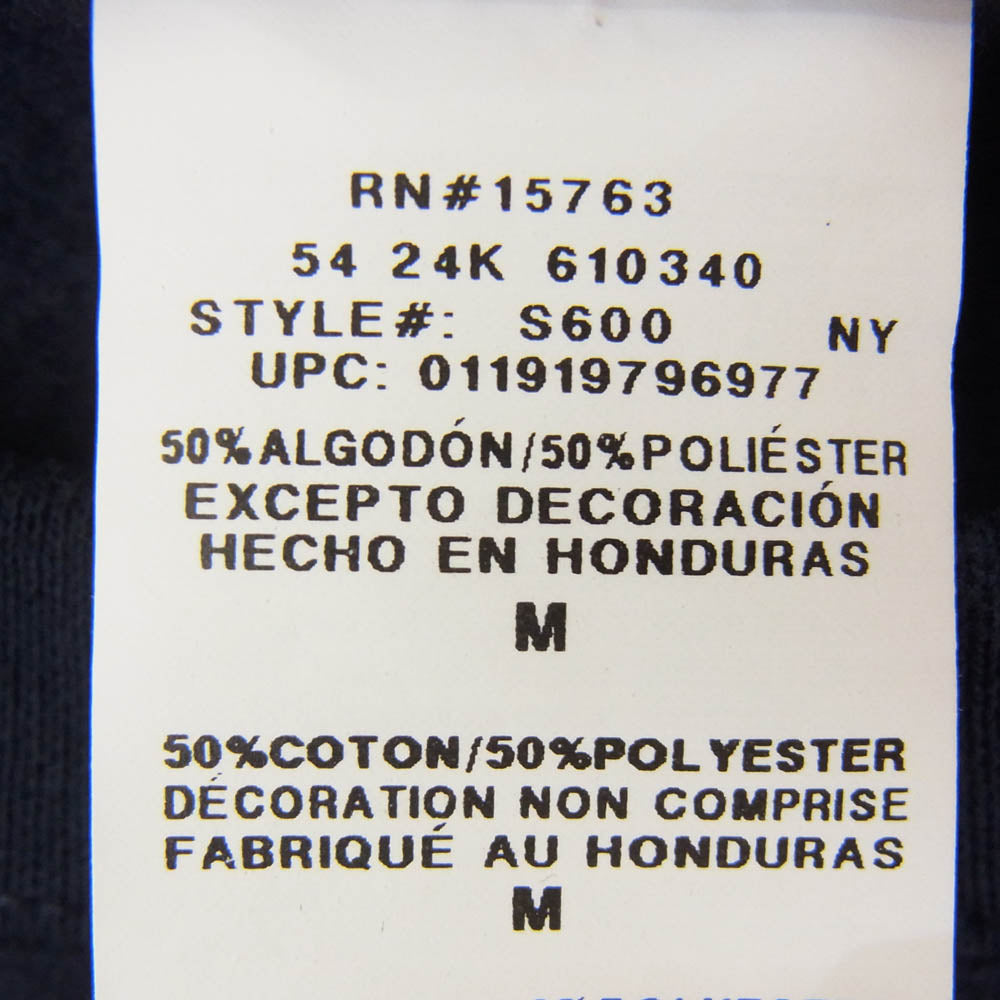 RN#15763
54 24K 610340
STYLE#: S600 NY
UPC: 011919796977
50%ALGODÓN/50%POLIÉSTER
EXCEPTO DECORACIÓN
HECHO EN HONDURAS
M
50%COTON/50%POLYESTER
DÉCORATION NON COMPRISE
FABRIQUÉ AU HONDURAS
M